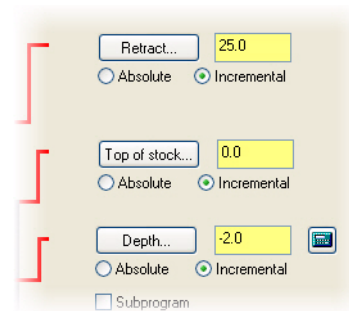 Retract... 25.0
Absolute Incremental
Top of stock... 0.0
Absolute Incremental
Depth... -2.0
Absolute Incremental
Subprogram